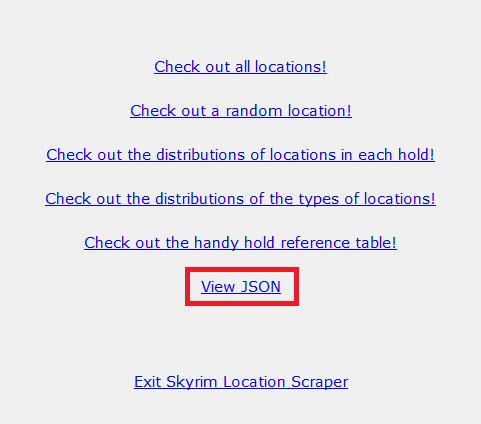 Check out all locations!
Check out a random location!
Check out the distributions of locations in each hold!
Check out the distributions of the types of locations!
Check out the handy hold reference table!
View JSON
Exit Skyrim Location Scraper